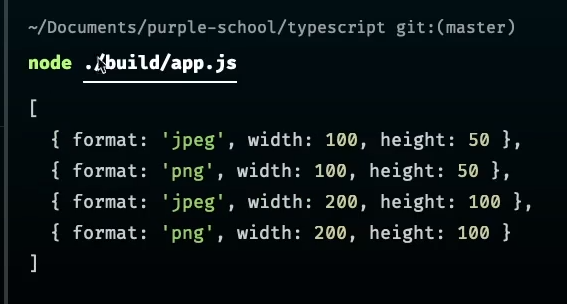 ~/Documents/purple-school/typescript git:(master)
node ./build/app.js
[
  { format: 'jpeg', width: 100, height: 50 },
  { format: 'png', width: 100, height: 50 },
  { format: 'jpeg', width: 200, height: 100 },
  { format: 'png', width: 200, height: 100 }
]